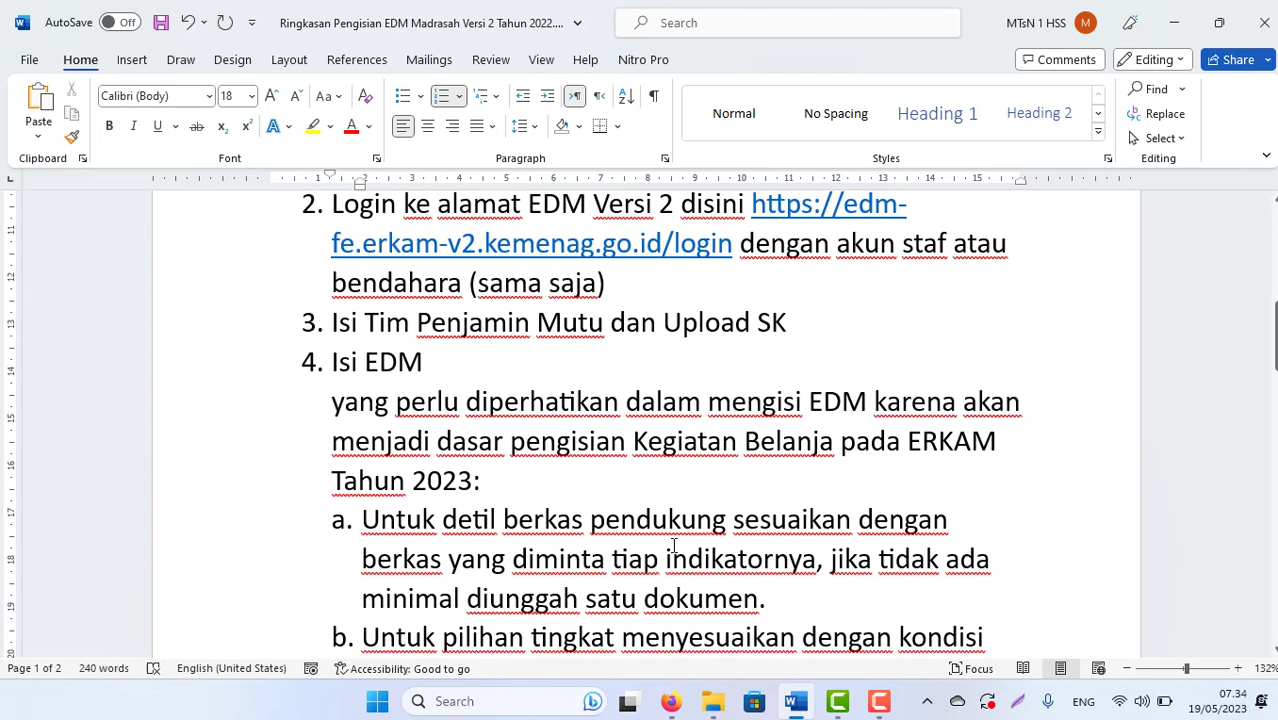 AutoSave Off Ringkasan Pengisian EDM Madrasah Versi 2 Tahun 2022.... Search MTsN 1 HSS M
File Home Insert Draw Design Layout References Mailings Review View Help Nitro Pro Comments Editing Share
Paste
Calibri (Body) 18
Normal No Spacing Heading 1 Heading 2
Find
Replace
Select
Clipboard Font Paragraph Styles Editing
2. Login ke alamat EDM Versi 2 disini https://edm-
fe.erkam-v2.kemenag.go.id/login dengan akun staf atau
bendahara (sama saja)
3. Isi Tim Penjamin Mutu dan Upload SK
4. Isi EDM
yang perlu diperhatikan dalam mengisi EDM karena akan
menjadi dasar pengisian Kegiatan Belanja pada ERKAM
Tahun 2023:
a. Untuk detil berkas pendukung sesuaikan dengan
berkas yang diminta tiap indikatornya, jika tidak ada
minimal diunggah satu dokumen.
b. Untuk pilihan tingkat menyesuaikan dengan kondisi
Page 1 of 2 240 words English (United States) Accessibility: Good to go Focus 132%
Search ENG 07.34
19/05/2023